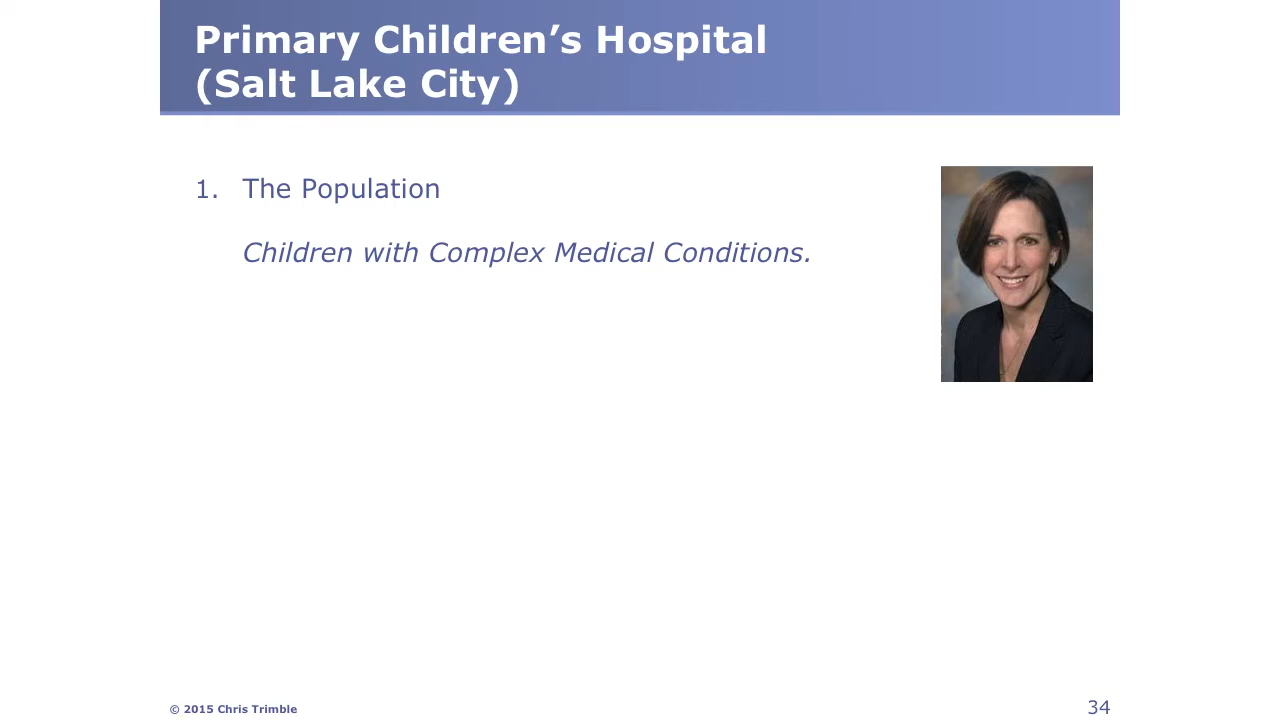 Primary Children’s Hospital
(Salt Lake City)
1. The Population
Children with Complex Medical Conditions.
© 2015 Chris Trimble
34